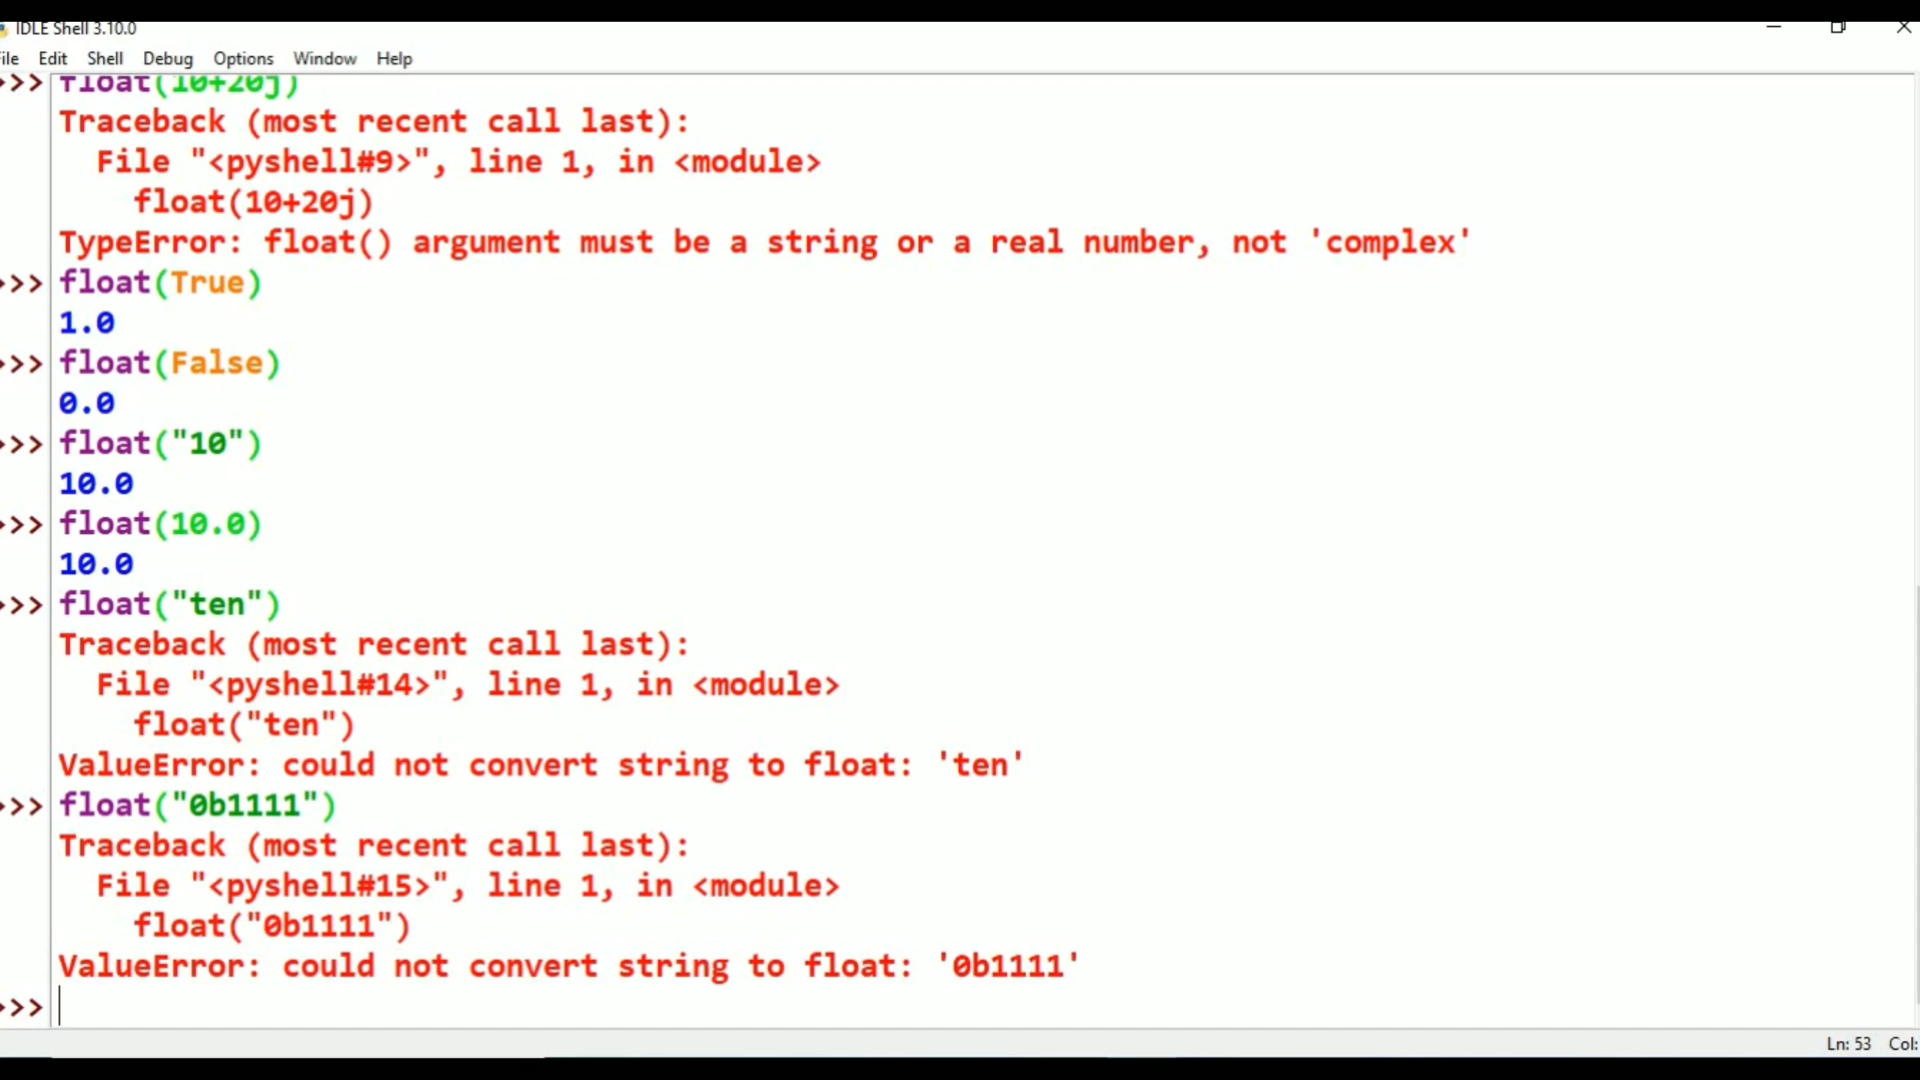 IDLE Shell 3.10.0
ile Edit Shell Debug Options Window Help
>>> float(10+20j)
Traceback (most recent call last):
  File "<pyshell#9>", line 1, in <module>
    float(10+20j)
TypeError: float() argument must be a string or a real number, not 'complex'
>>> float(True)
1.0
>>> float(False)
0.0
>>> float("10")
10.0
>>> float(10.0)
10.0
>>> float("ten")
Traceback (most recent call last):
  File "<pyshell#14>", line 1, in <module>
    float("ten")
ValueError: could not convert string to float: 'ten'
>>> float("0b1111")
Traceback (most recent call last):
  File "<pyshell#15>", line 1, in <module>
    float("0b1111")
ValueError: could not convert string to float: '0b1111'
>>>
Ln: 53 Col: